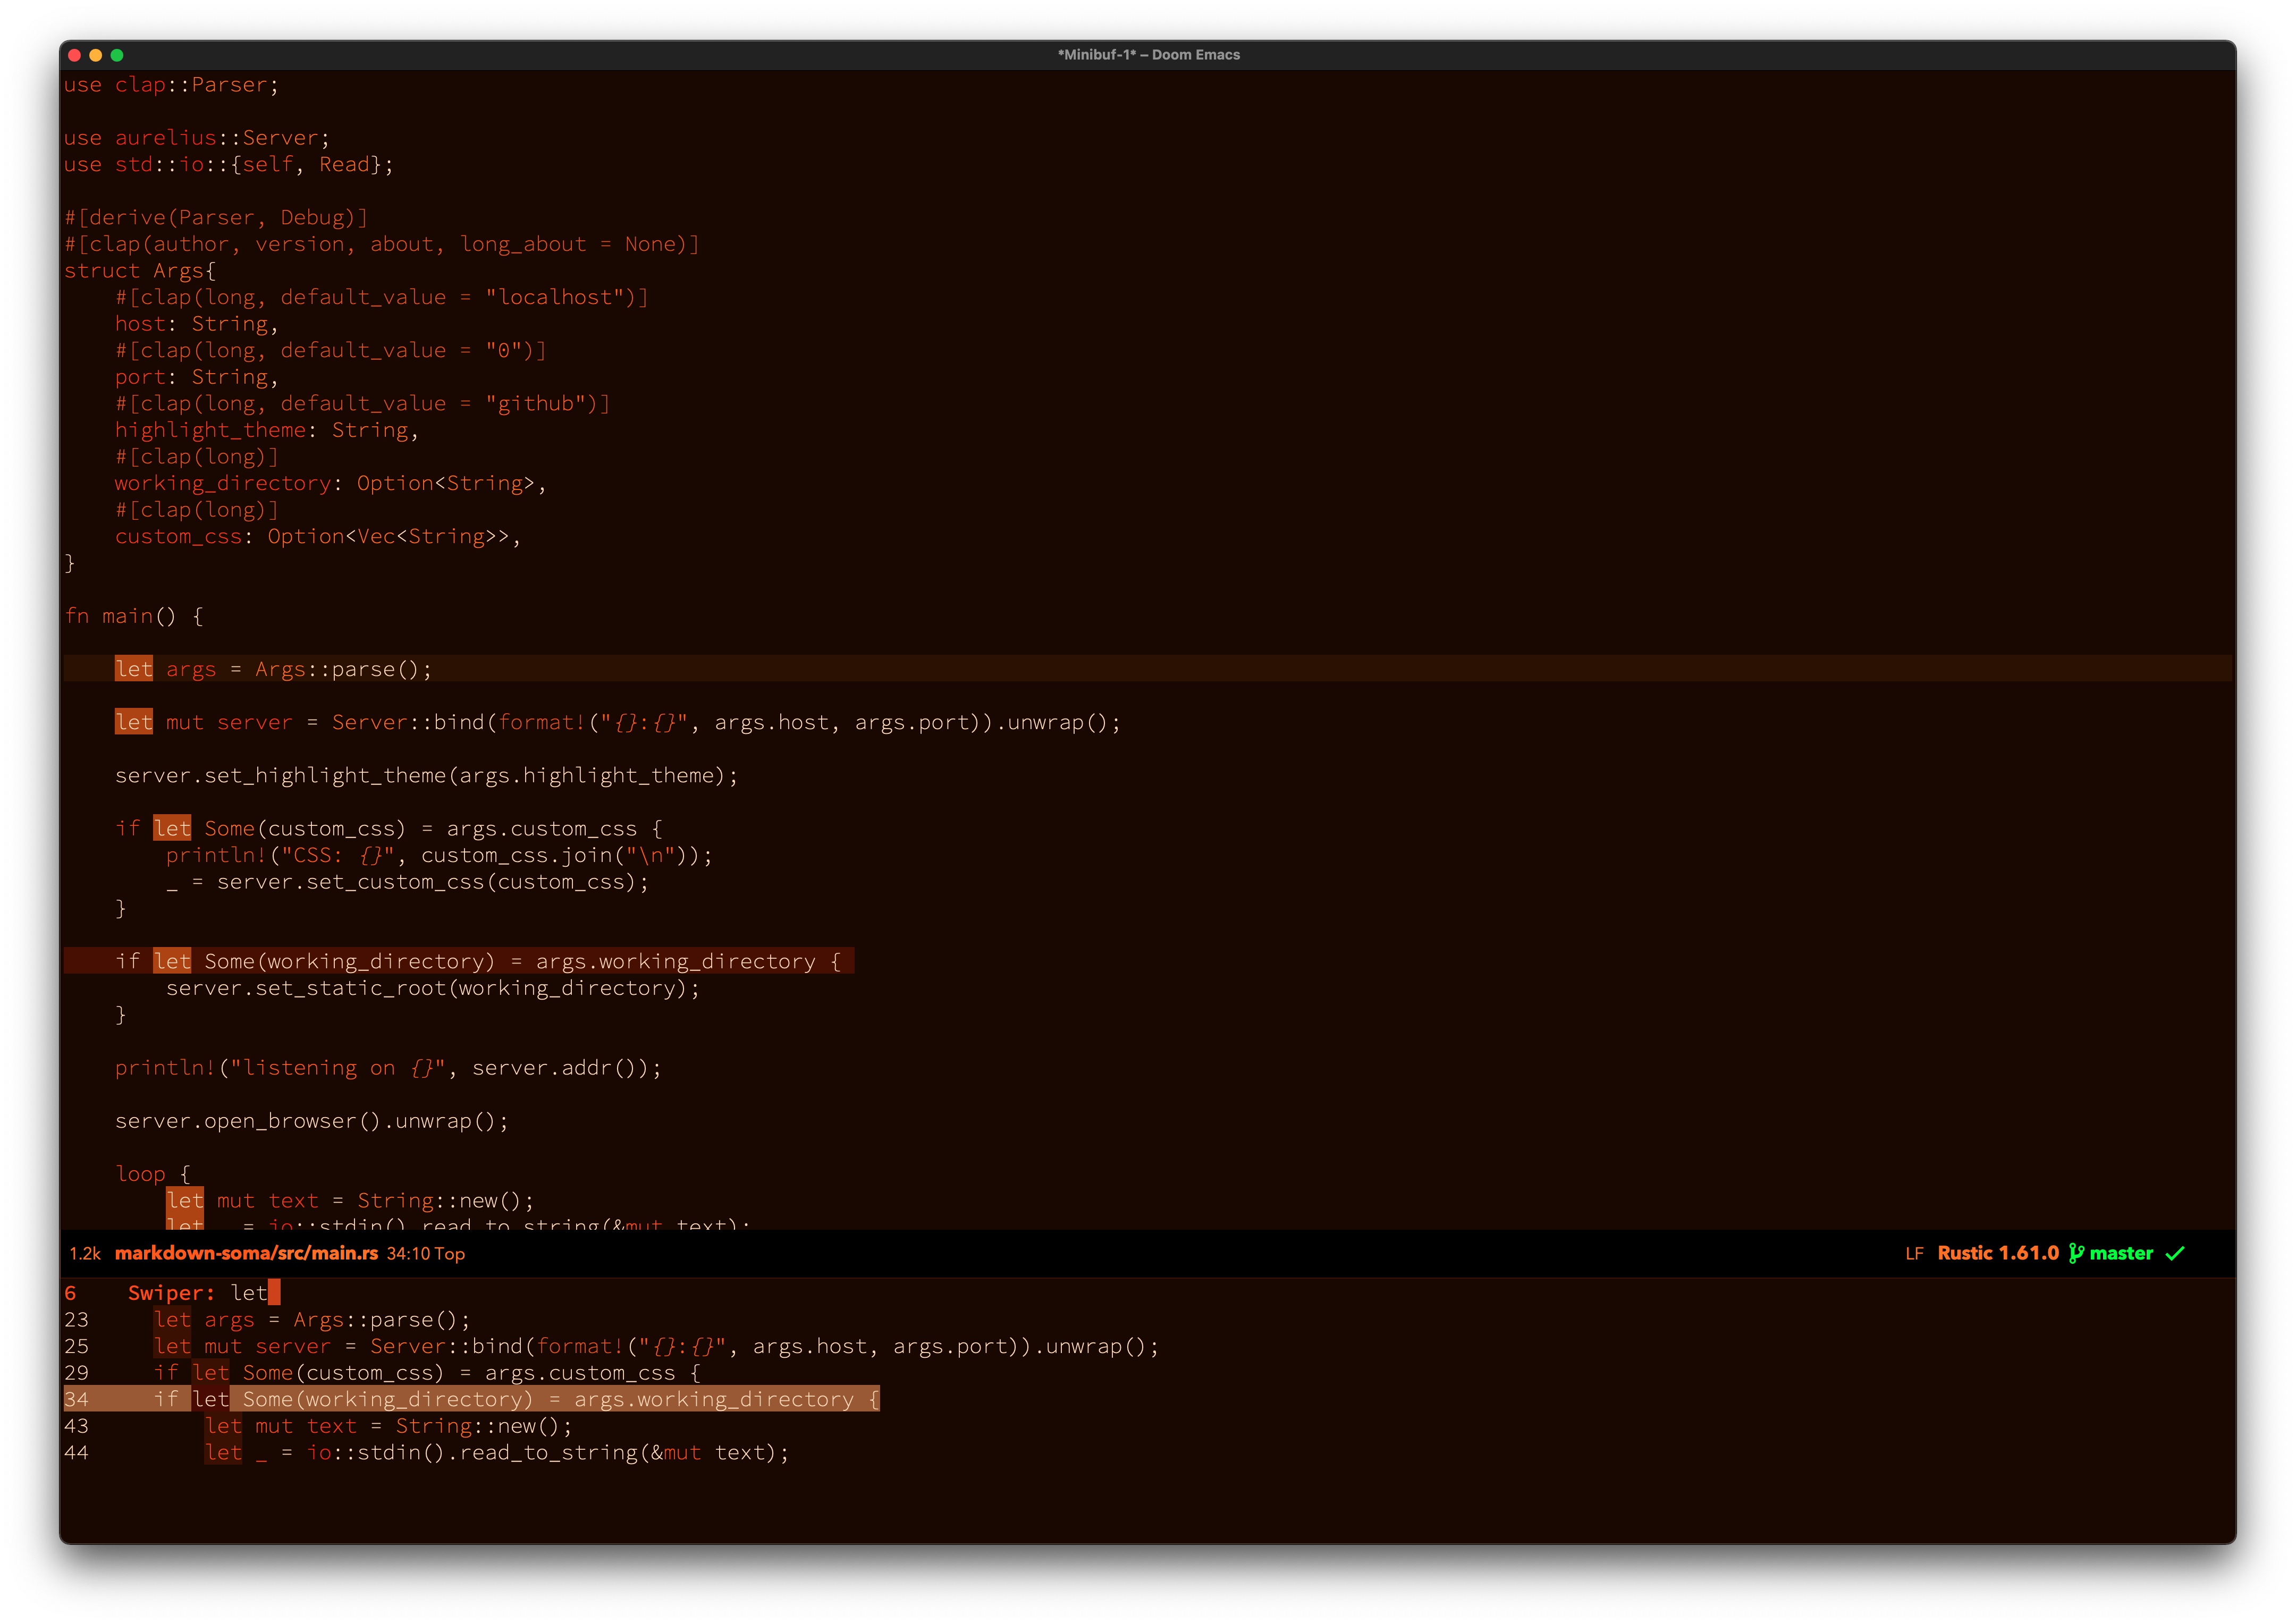 *Minibuf-1* – Doom Emacs
use clap::Parser;
use aurelius::Server;
use std::io::{self, Read};
#[derive(Parser, Debug)]
#[clap(author, version, about, long_about = None)]
struct Args{
    #[clap(long, default_value = "localhost")]
    host: String,
    #[clap(long, default_value = "0")]
    port: String,
    #[clap(long, default_value = "github")]
    highlight_theme: String,
    #[clap(long)]
    working_directory: Option<String>,
    #[clap(long)]
    custom_css: Option<Vec<String>>,
}
fn main() {
    let args = Args::parse();
    let mut server = Server::bind(format!("{}:{}", args.host, args.port)).unwrap();
    server.set_highlight_theme(args.highlight_theme);
    if let Some(custom_css) = args.custom_css {
        println!("CSS: {}", custom_css.join("\n"));
        _ = server.set_custom_css(custom_css);
    }
    if let Some(working_directory) = args.working_directory {
        server.set_static_root(working_directory);
    }
    println!("listening on {}", server.addr());
    server.open_browser().unwrap();
    loop {
        let mut text = String::new();
        let _ = io::stdin().read_to_string(&mut text);
1.2k markdown-soma/src/main.rs 34:10 Top LF Rustic 1.61.0 master ✓
6    Swiper: let
23     let args = Args::parse();
25     let mut server = Server::bind(format!("{}:{}", args.host, args.port)).unwrap();
29     if let Some(custom_css) = args.custom_css {
34     if let Some(working_directory) = args.working_directory {
43         let mut text = String::new();
44         let _ = io::stdin().read_to_string(&mut text);